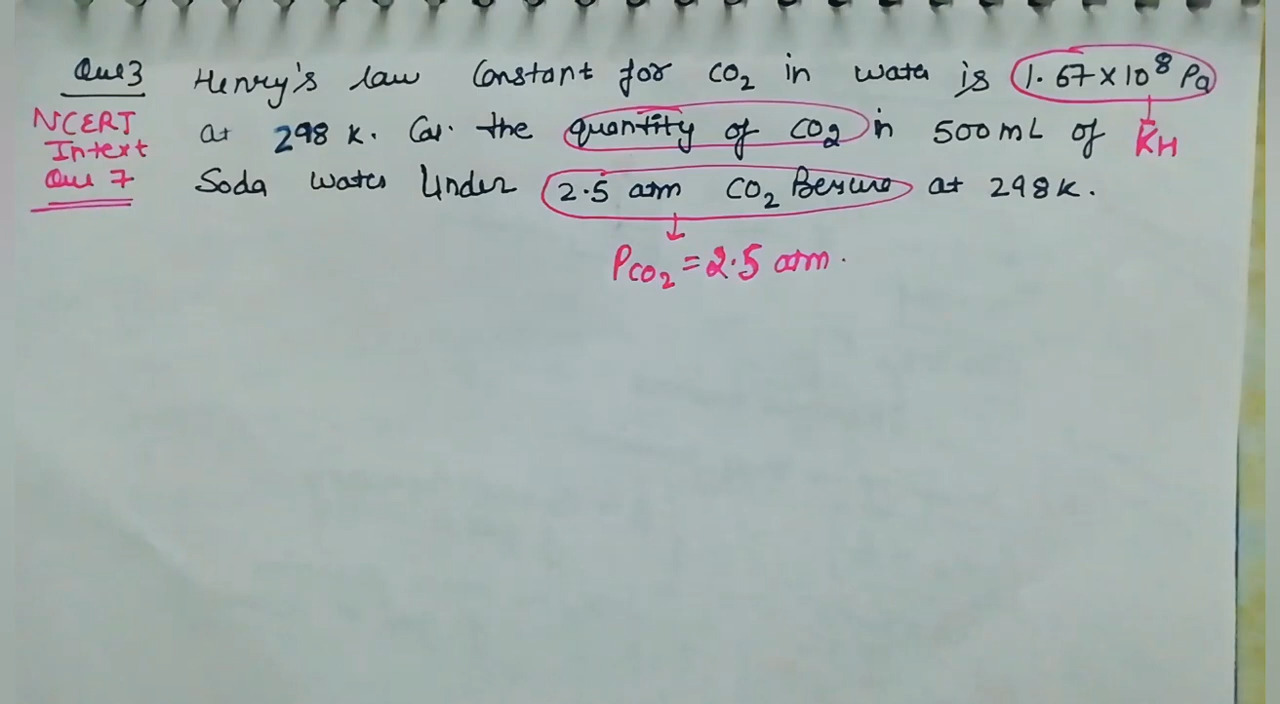 Que 3 Henry's law Constant for CO2 in water is 1.67 × 10⁸ Pa
NCERT
Intext
Que 7
at 298 K. Cal. the quantity of CO2 in 500 mL of
KH
Soda water Under 2.5 atm CO2 at 298 K.
PCO2 = 2.5 atm.